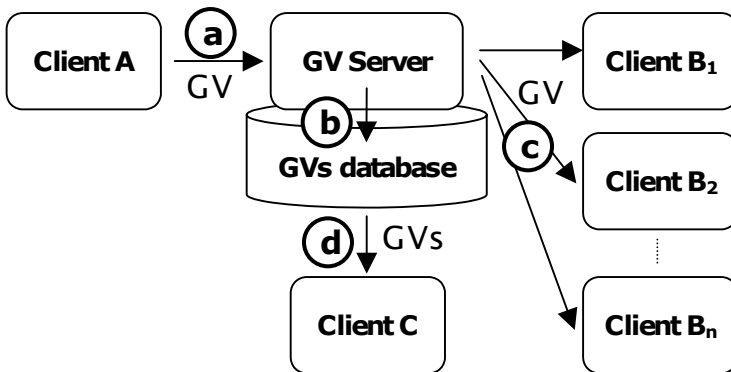 a
Client A
GV
GV Server
Client B1
GV
b
c
GVs database
Client B2
d
GVs
Client C
Client Bn